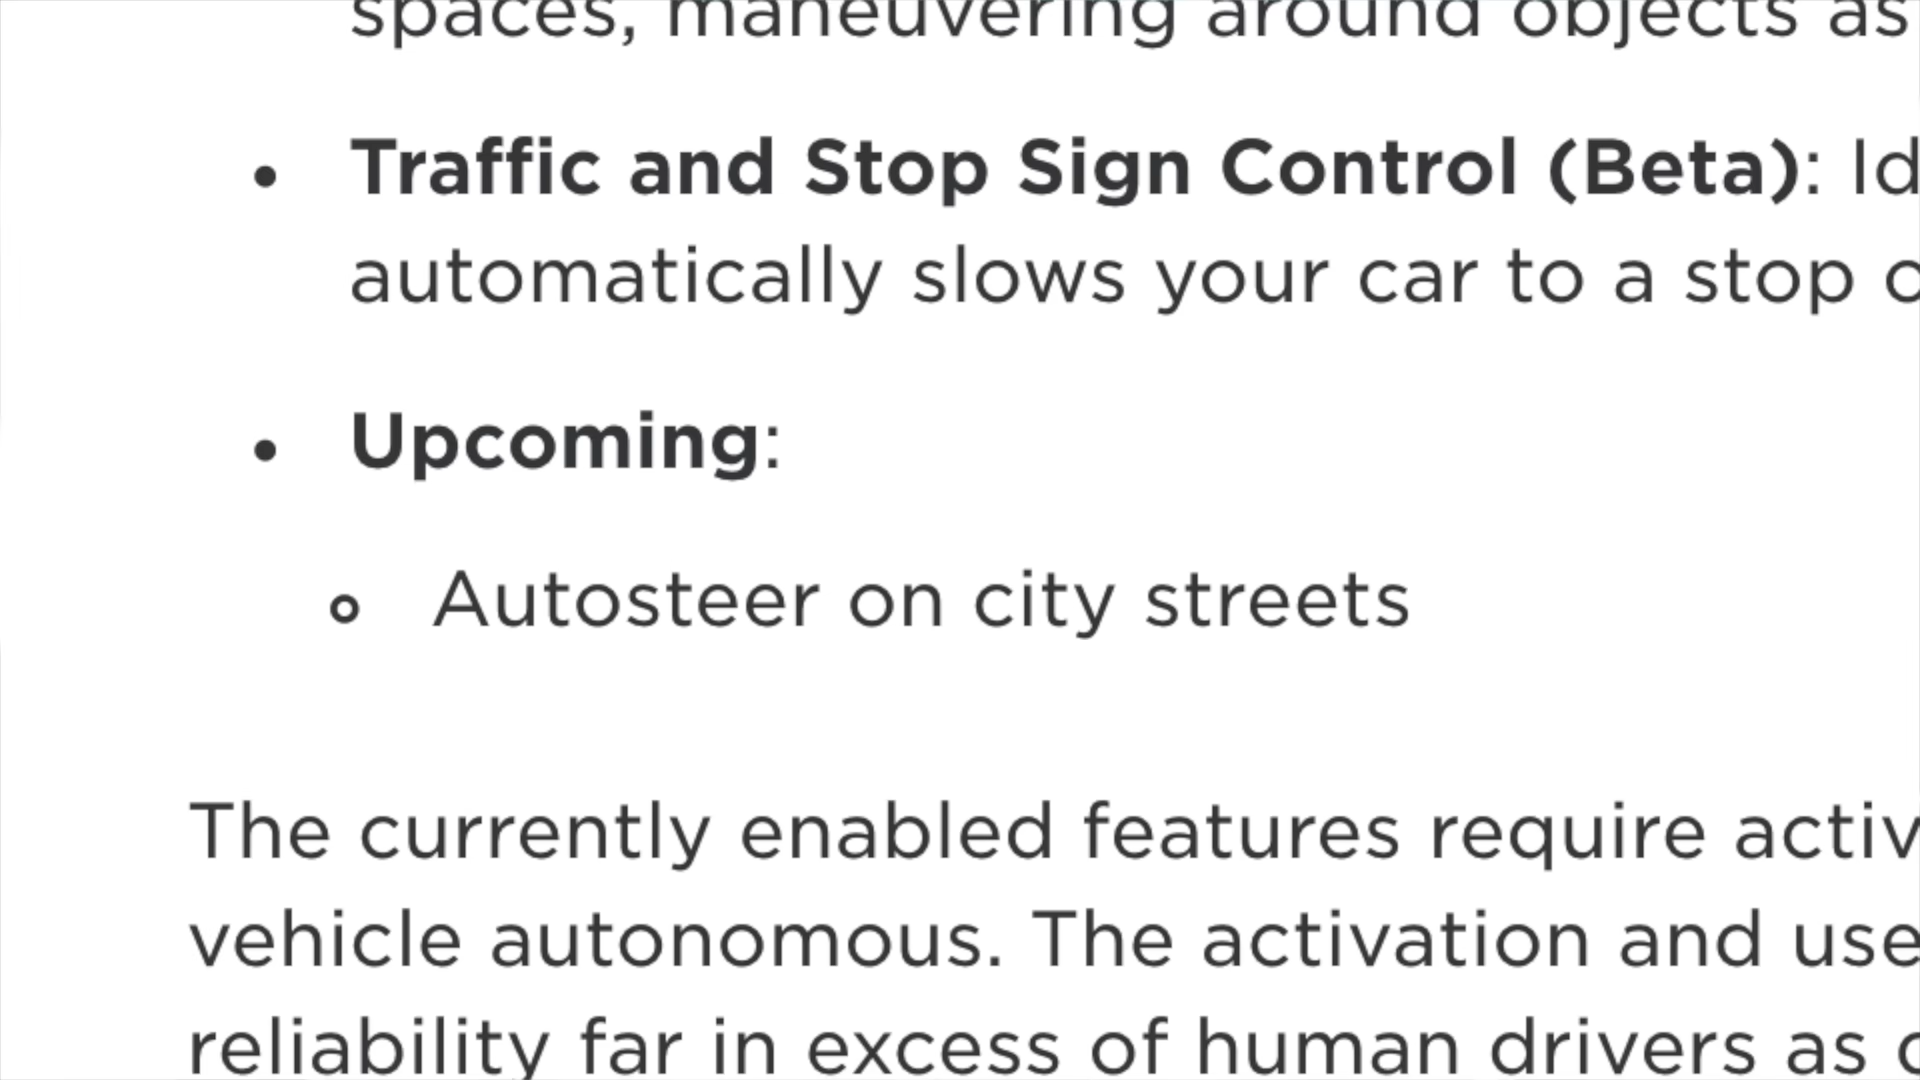 spaces, maneuvering around objects as
Traffic and Stop Sign Control (Beta): Id
automatically slows your car to a stop
Upcoming:
Autosteer on city streets
The currently enabled features require activ
vehicle autonomous. The activation and use
reliability far in excess of human drivers as